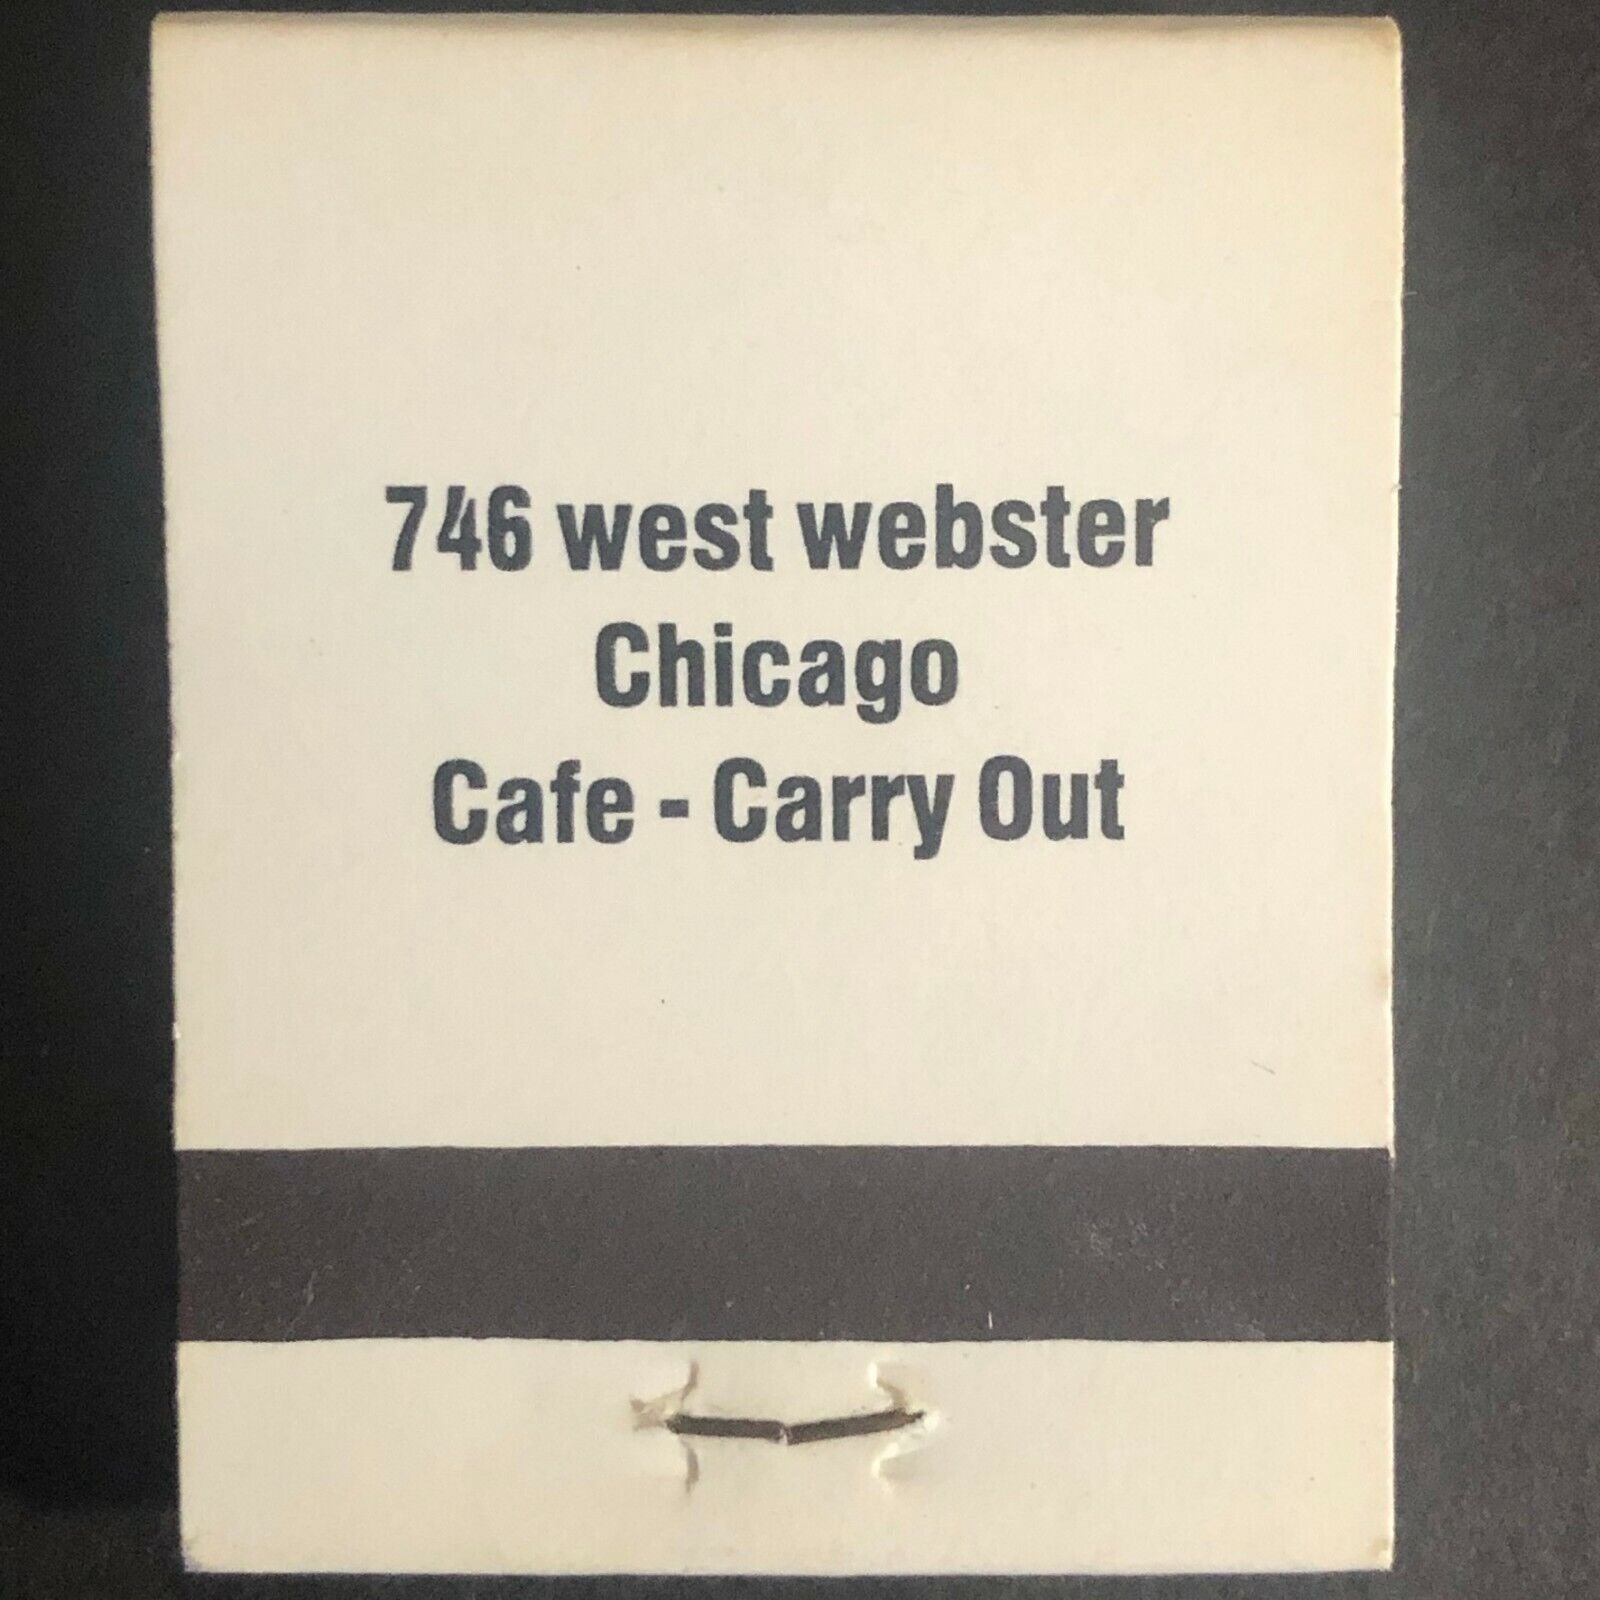 746 west webster
Chicago
Cafe - Carry Out